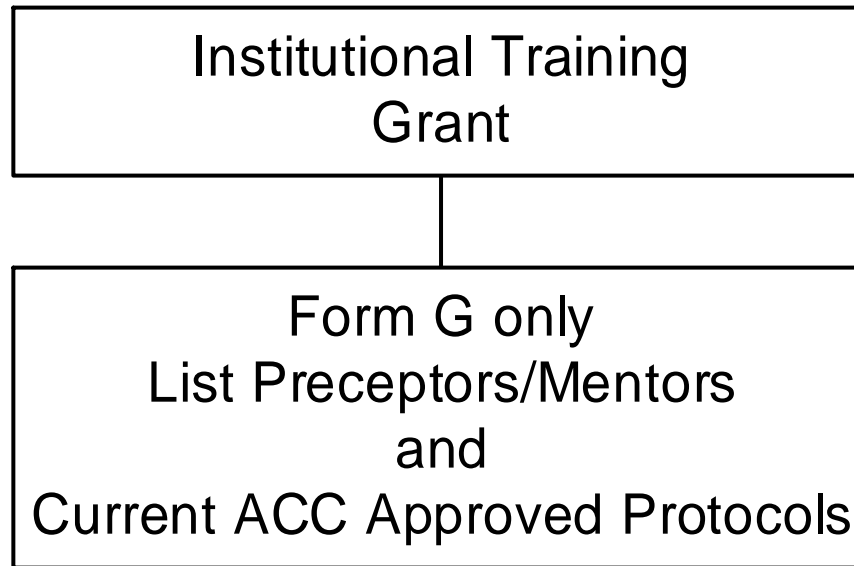 Institutional Training
Grant
Form G only
List Preceptors/Mentors
and
Current ACC Approved Protocols